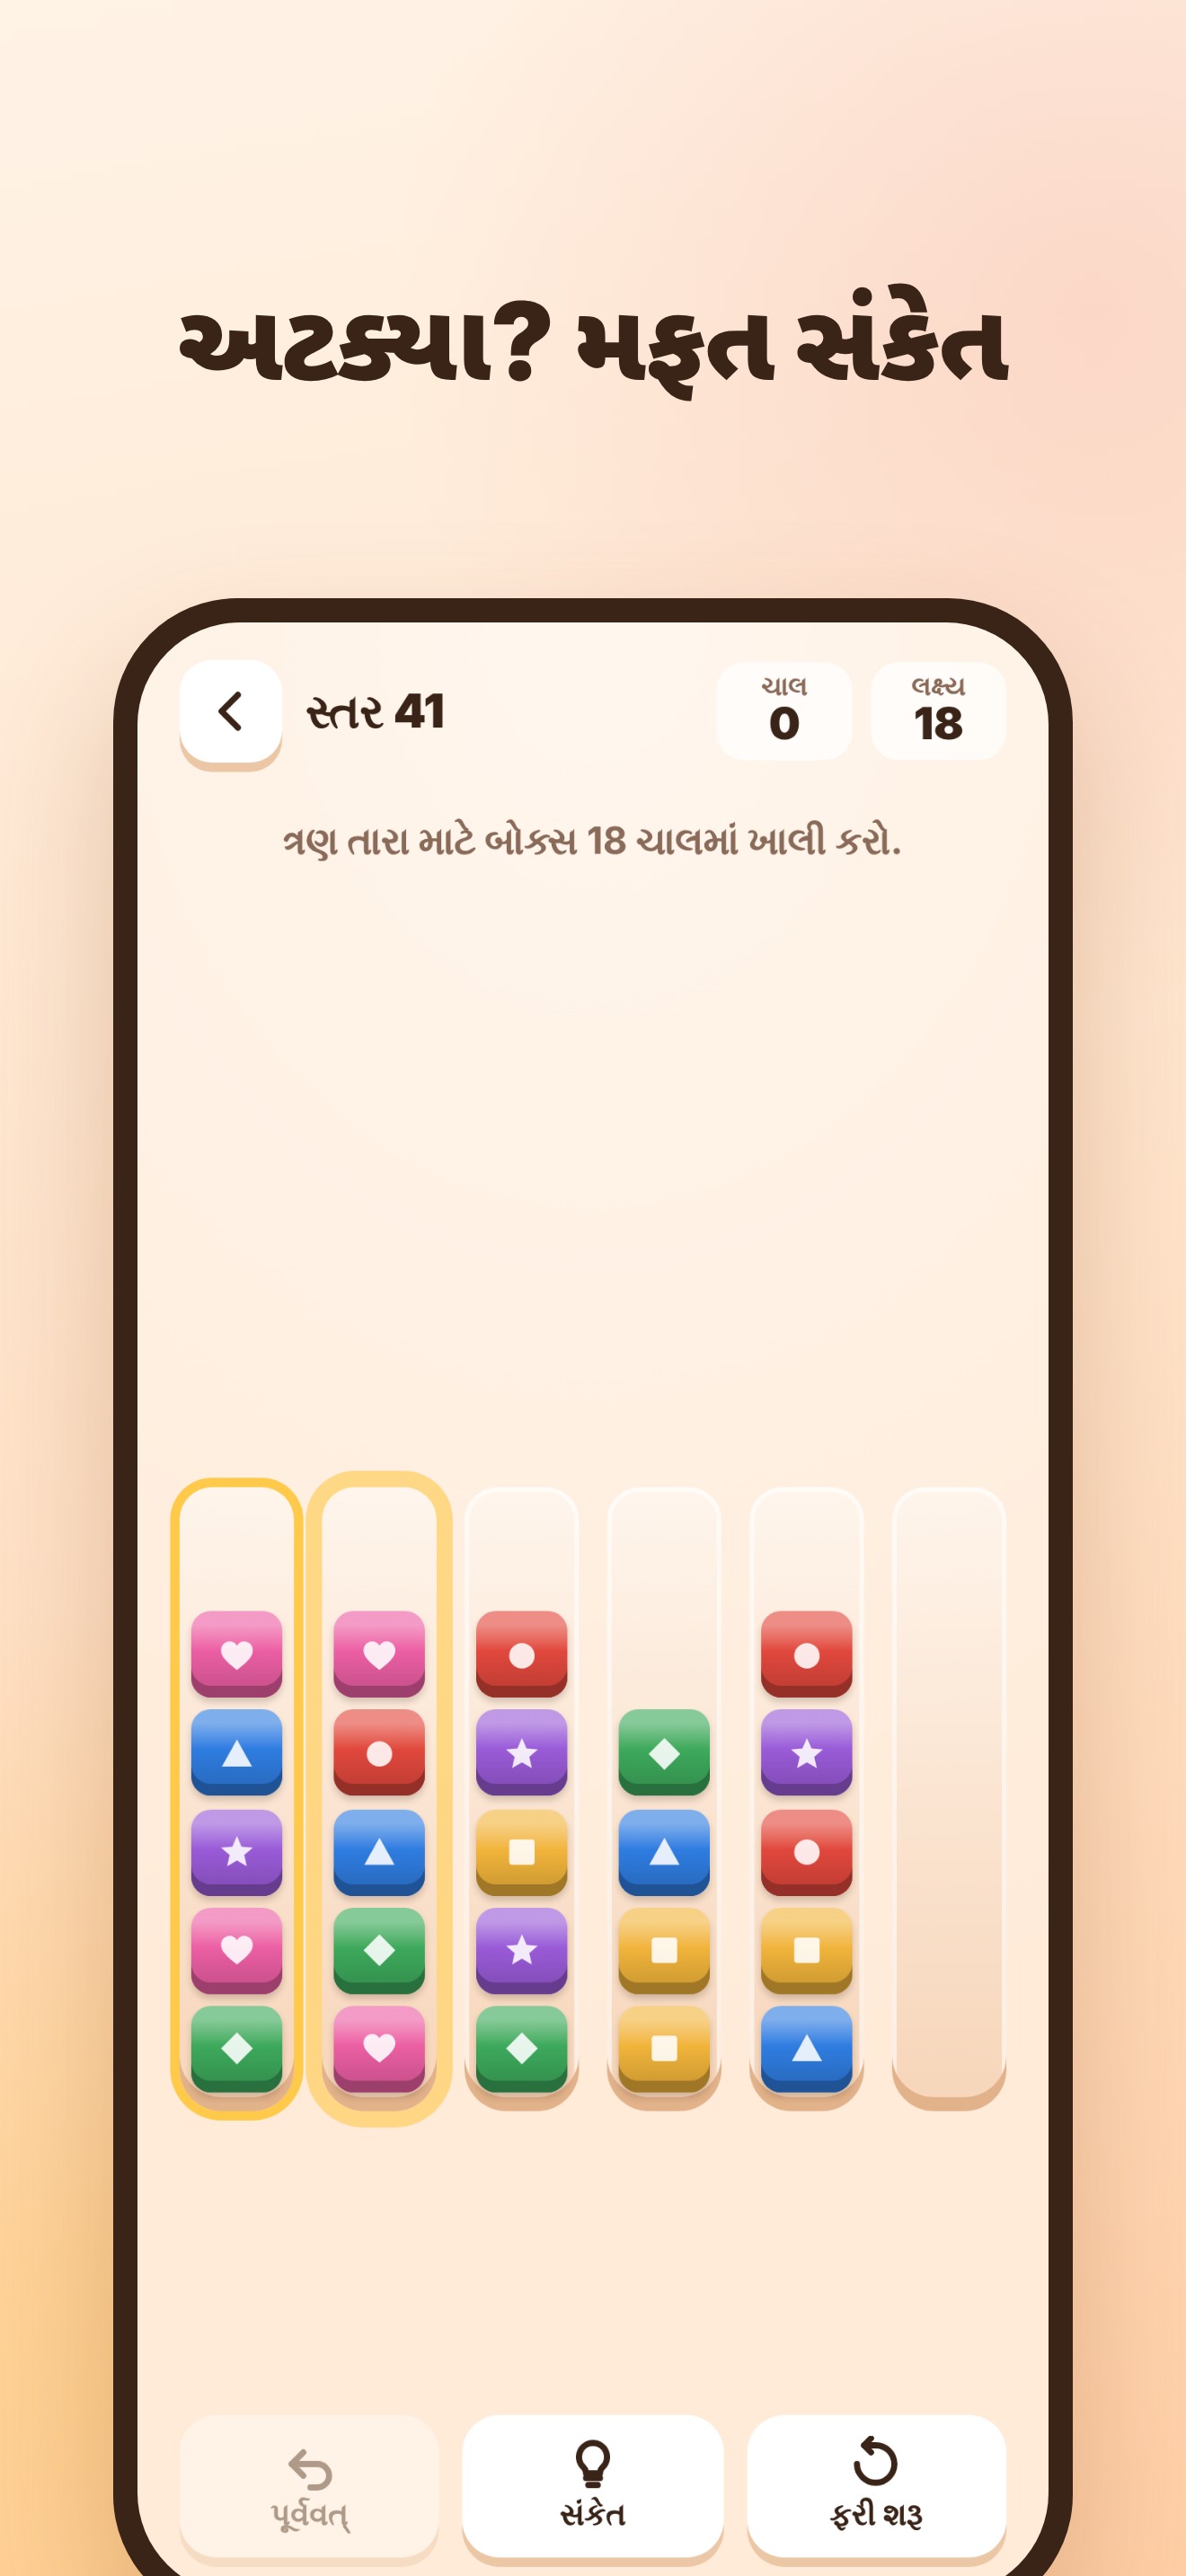 અટક્યા? મફત સંકેત
સ્તર 41
ચાલ
0
લક્ષ્ય
18
ત્રણ તારા માટે બોક્સ 18 ચાલમાં ખાલી કરો.
પૂર્વવત્
સંકેત
ફરી શરૂ